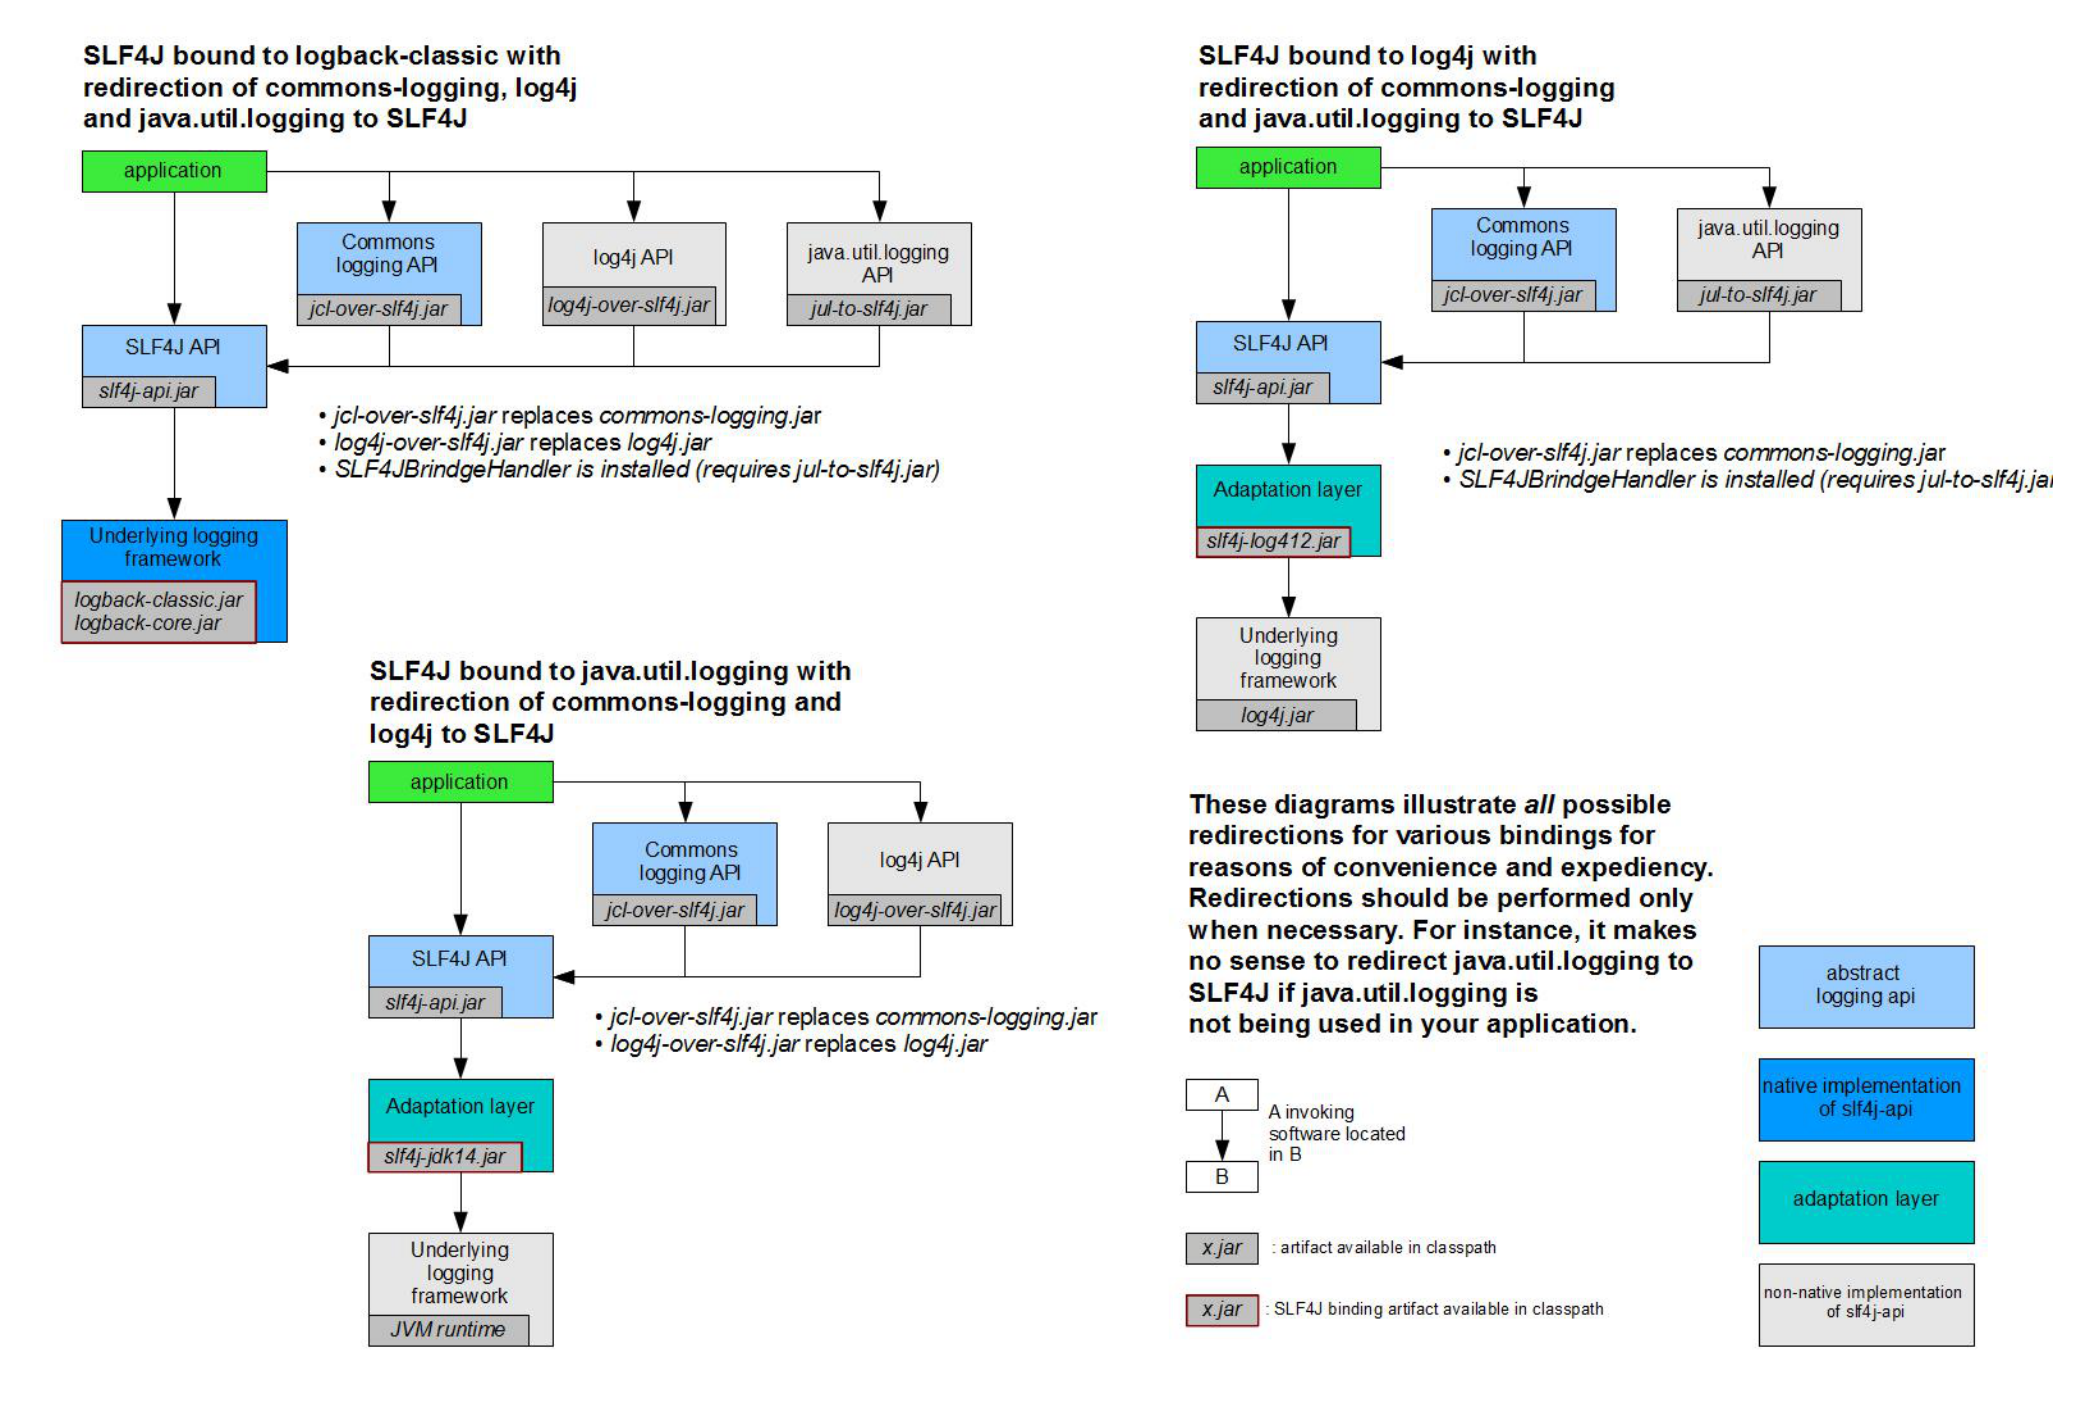 SLF4J bound to logback-classic with
redirection of commons-logging, log4j
and java.util.logging to SLF4J
application
Commons
logging API
jcl-over-slf4j.jar
log4j API
log4j-over-slf4j.jar
java.util.logging
API
jul-to-slf4j.jar
SLF4J API
slf4j-api.jar
• jcl-over-slf4j.jar replaces commons-logging.jar
• log4j-over-slf4j.jar replaces log4j.jar
• SLF4JBrindgeHandler is installed (requires jul-to-slf4j.jar)
Underlying logging
framework
logback-classic.jar
logback-core.jar
SLF4J bound to log4j with
redirection of commons-logging
and java.util.logging to SLF4J
application
Commons
logging API
jcl-over-slf4j.jar
java.util.logging
API
jul-to-slf4j.jar
SLF4J API
slf4j-api.jar
• jcl-over-slf4j.jar replaces commons-logging.jar
• SLF4JBrindgeHandler is installed (requires jul-to-slf4j.jar
Adaptation layer
slf4j-log412.jar
Underlying
logging
framework
log4j.jar
SLF4J bound to java.util.logging with
redirection of commons-logging and
log4j to SLF4J
application
Commons
logging API
jcl-over-slf4j.jar
log4j API
log4j-over-slf4j.jar
SLF4J API
slf4j-api.jar
• jcl-over-slf4j.jar replaces commons-logging.jar
• log4j-over-slf4j.jar replaces log4j.jar
Adaptation layer
slf4j-jdk14.jar
Underlying
logging
framework
JVM runtime
These diagrams illustrate all possible
redirections for various bindings for
reasons of convenience and expediency.
Redirections should be performed only
when necessary. For instance, it makes
no sense to redirect java.util.logging to
SLF4J if java.util.logging is
not being used in your application.
A
A invoking
software located
in B
B
x.jar : artifact available in classpath
x.jar : SLF4J binding artifact available in classpath
abstract
logging api
native implementation
of slf4j-api
adaptation layer
non-native implementation
of slf4j-api